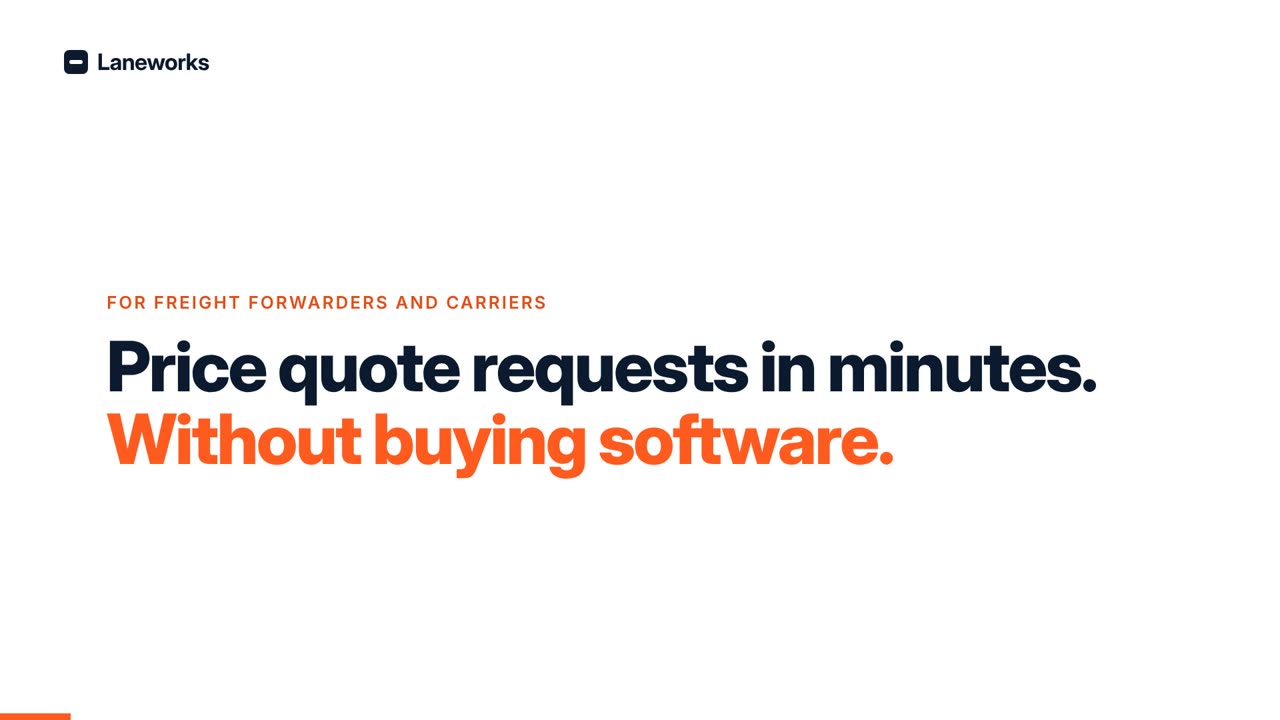 Laneworks
FOR FREIGHT FORWARDERS AND CARRIERS
Price quote requests in minutes.
Without buying software.